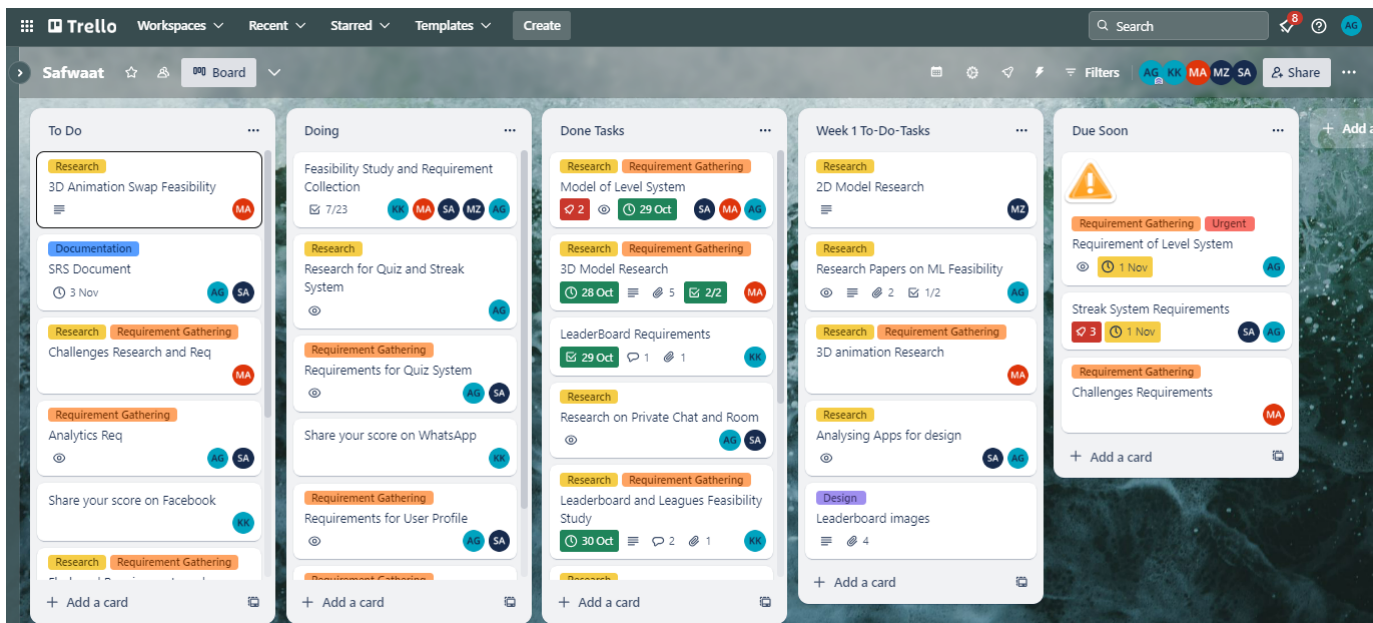 Trello Workspaces Recent Starred Templates Create Search 8 AG
Safwaat Board Filters AG KK MA MZ SA Share Add a
To Do
Research
3D Animation Swap Feasibility
MA
Documentation
SRS Document
3 Nov AG SA
Research Requirement Gathering
Challenges Research and Req
MA
Requirement Gathering
Analytics Req
AG SA
Share your score on Facebook
KK
Research Requirement Gathering
Add a card
Doing
Feasibility Study and Requirement
Collection
7/23 KK MA SA MZ AG
Research
Research for Quiz and Streak
System
AG
Requirement Gathering
Requirements for Quiz System
AG SA
Share your score on WhatsApp
KK
Requirement Gathering
Requirements for User Profile
AG SA
Requirement Gathering
Add a card
Done Tasks
Research Requirement Gathering
Model of Level System
2 29 Oct SA MA AG
Research Requirement Gathering
3D Model Research
28 Oct 5 2/2 MA
LeaderBoard Requirements
29 Oct 1 1 KK
Research
Research on Private Chat and Room
AG SA
Research Requirement Gathering
Leaderboard and Leagues Feasibility
Study
30 Oct 2 1 KK
Research
Add a card
Week 1 To-Do-Tasks
Research
2D Model Research
MZ
Research
Research Papers on ML Feasibility
2 1/2 AG
Research Requirement Gathering
3D animation Research
MA
Research
Analysing Apps for design
SA AG
Design
Leaderboard images
4
Add a card
Due Soon
Requirement Gathering Urgent
Requirement of Level System
1 Nov AG
Streak System Requirements
3 1 Nov SA AG
Requirement Gathering
Challenges Requirements
MA
Add a card